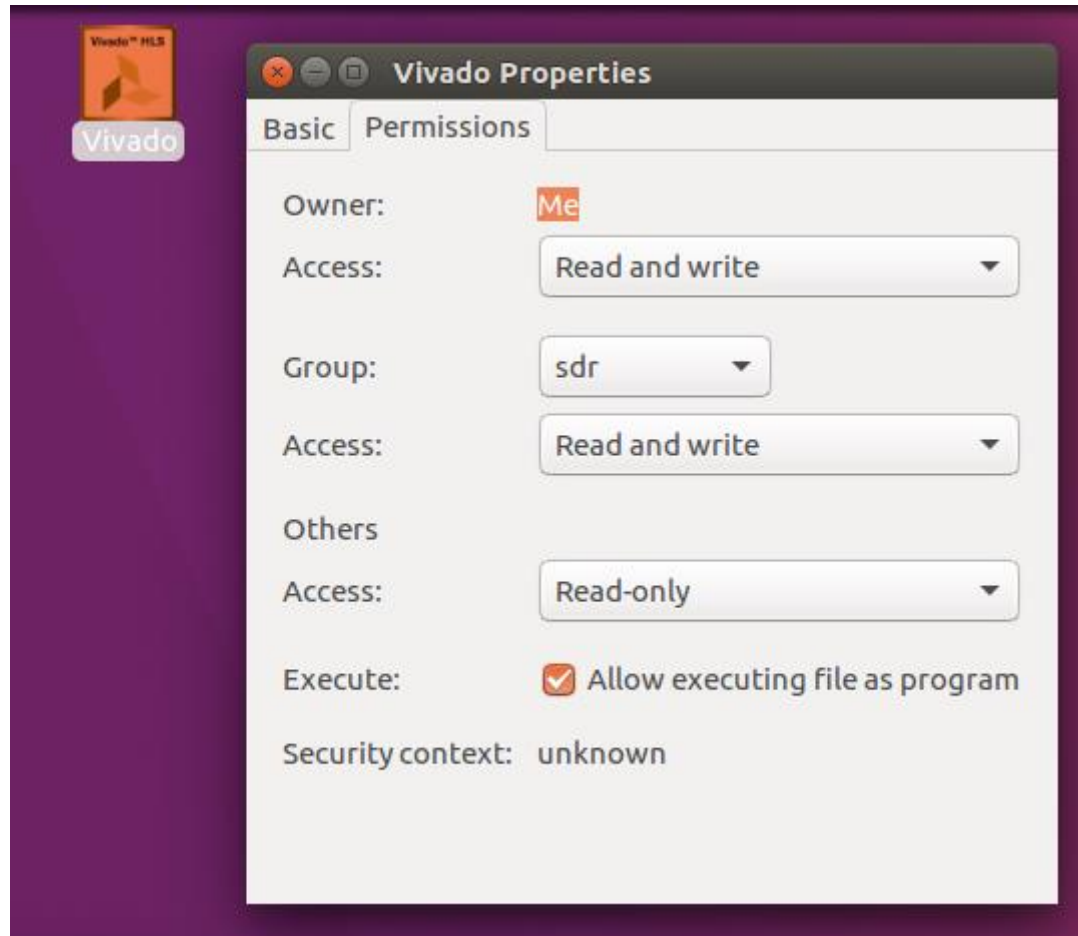 Vivado™ HLS
Vivado
Vivado Properties
Basic Permissions
Owner: Me
Access: Read and write
Group: sdr
Access: Read and write
Others
Access: Read-only
Execute: Allow executing file as program
Security context: unknown